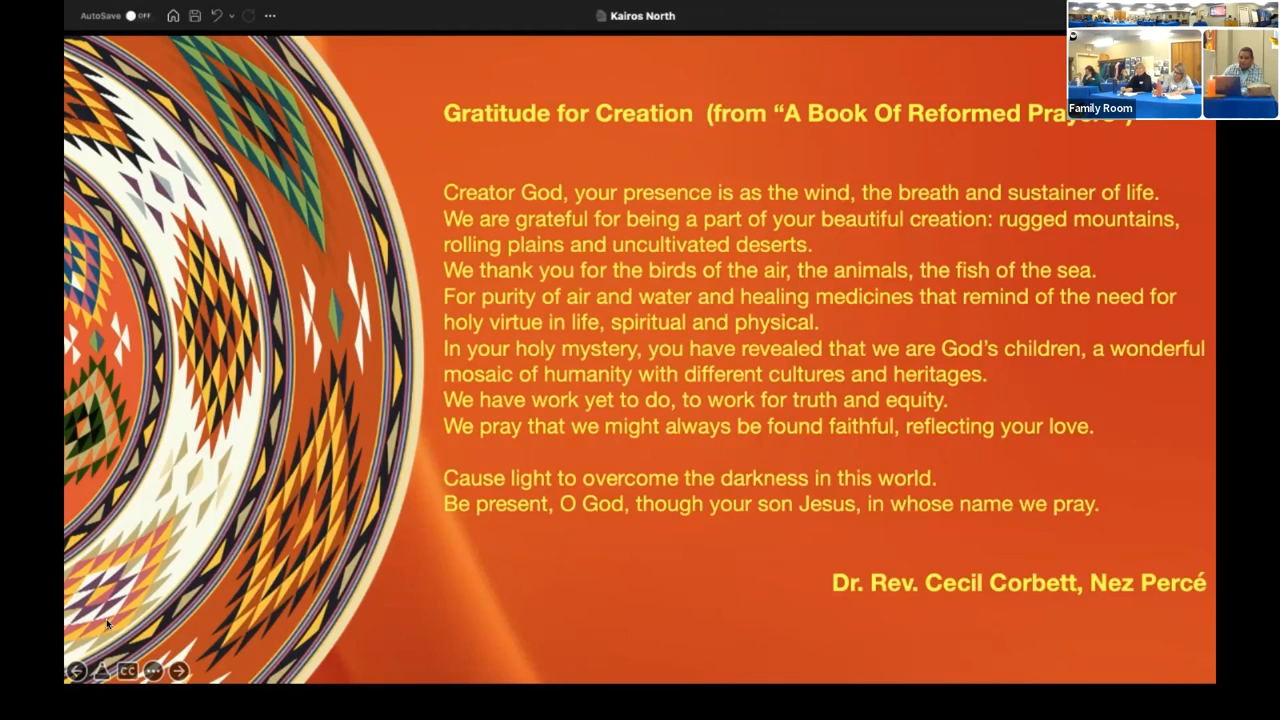 AutoSave OFF
Kairos North
Family Room
Gratitude for Creation (from “A Book Of Reformed Prayers”)
Creator God, your presence is as the wind, the breath and sustainer of life.
We are grateful for being a part of your beautiful creation: rugged mountains,
rolling plains and uncultivated deserts.
We thank you for the birds of the air, the animals, the fish of the sea.
For purity of air and water and healing medicines that remind of the need for
holy virtue in life, spiritual and physical.
In your holy mystery, you have revealed that we are God’s children, a wonderful
mosaic of humanity with different cultures and heritages.
We have work yet to do, to work for truth and equity.
We pray that we might always be found faithful, reflecting your love.
Cause light to overcome the darkness in this world.
Be present, O God, though your son Jesus, in whose name we pray.
Dr. Rev. Cecil Corbett, Nez Percé
CC